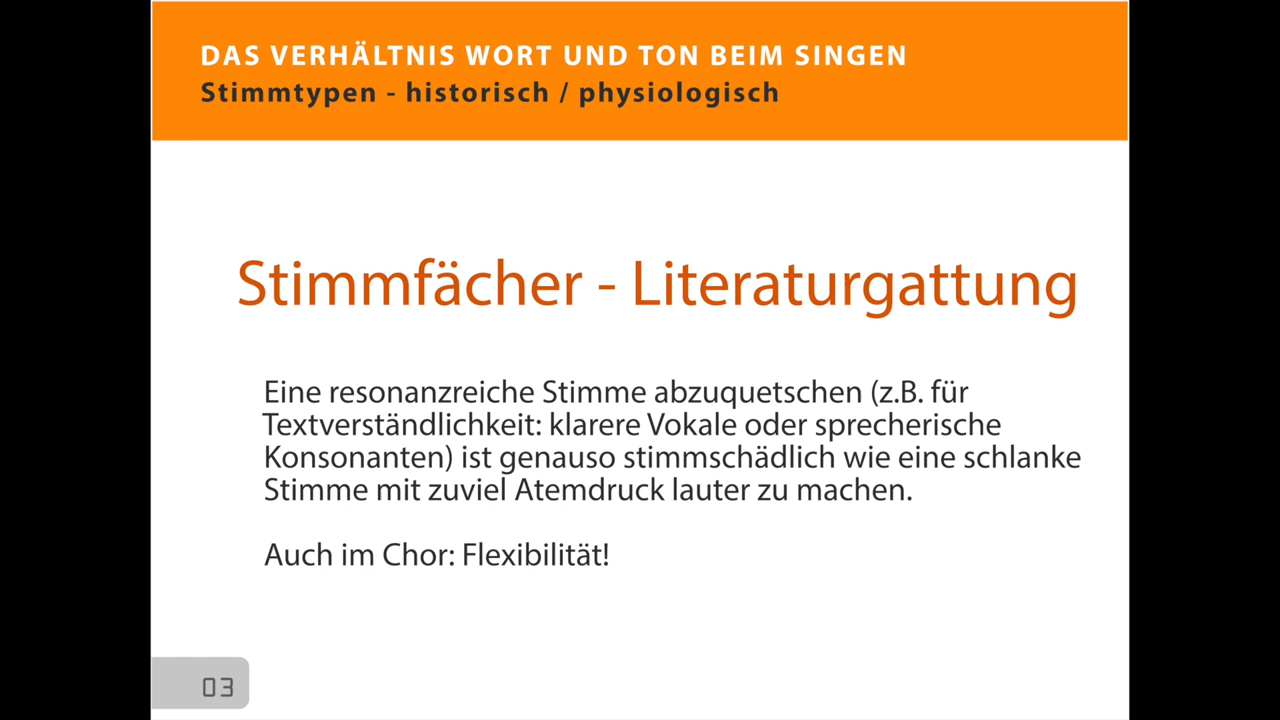 DAS VERHÄLTNIS WORT UND TON BEIM SINGEN
Stimmtypen - historisch / physiologisch
Stimmfächer - Literaturgattung
Eine resonanzreiche Stimme abzuquetschen (z.B. für
Textverständlichkeit: klarere Vokale oder sprecherische
Konsonanten) ist genauso stimmschädlich wie eine schlanke
Stimme mit zuviel Atemdruck lauter zu machen.
Auch im Chor: Flexibilität!
03